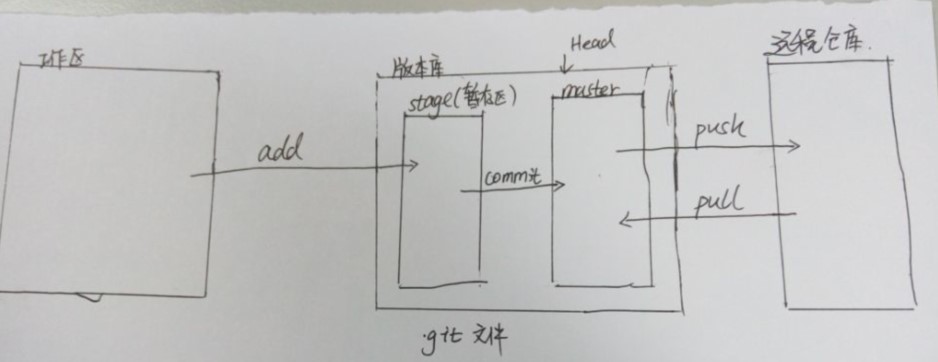 工作区
版本库
Head
远程仓库.
stage(暂存区)
master
add
commit
push
pull
.git 文件